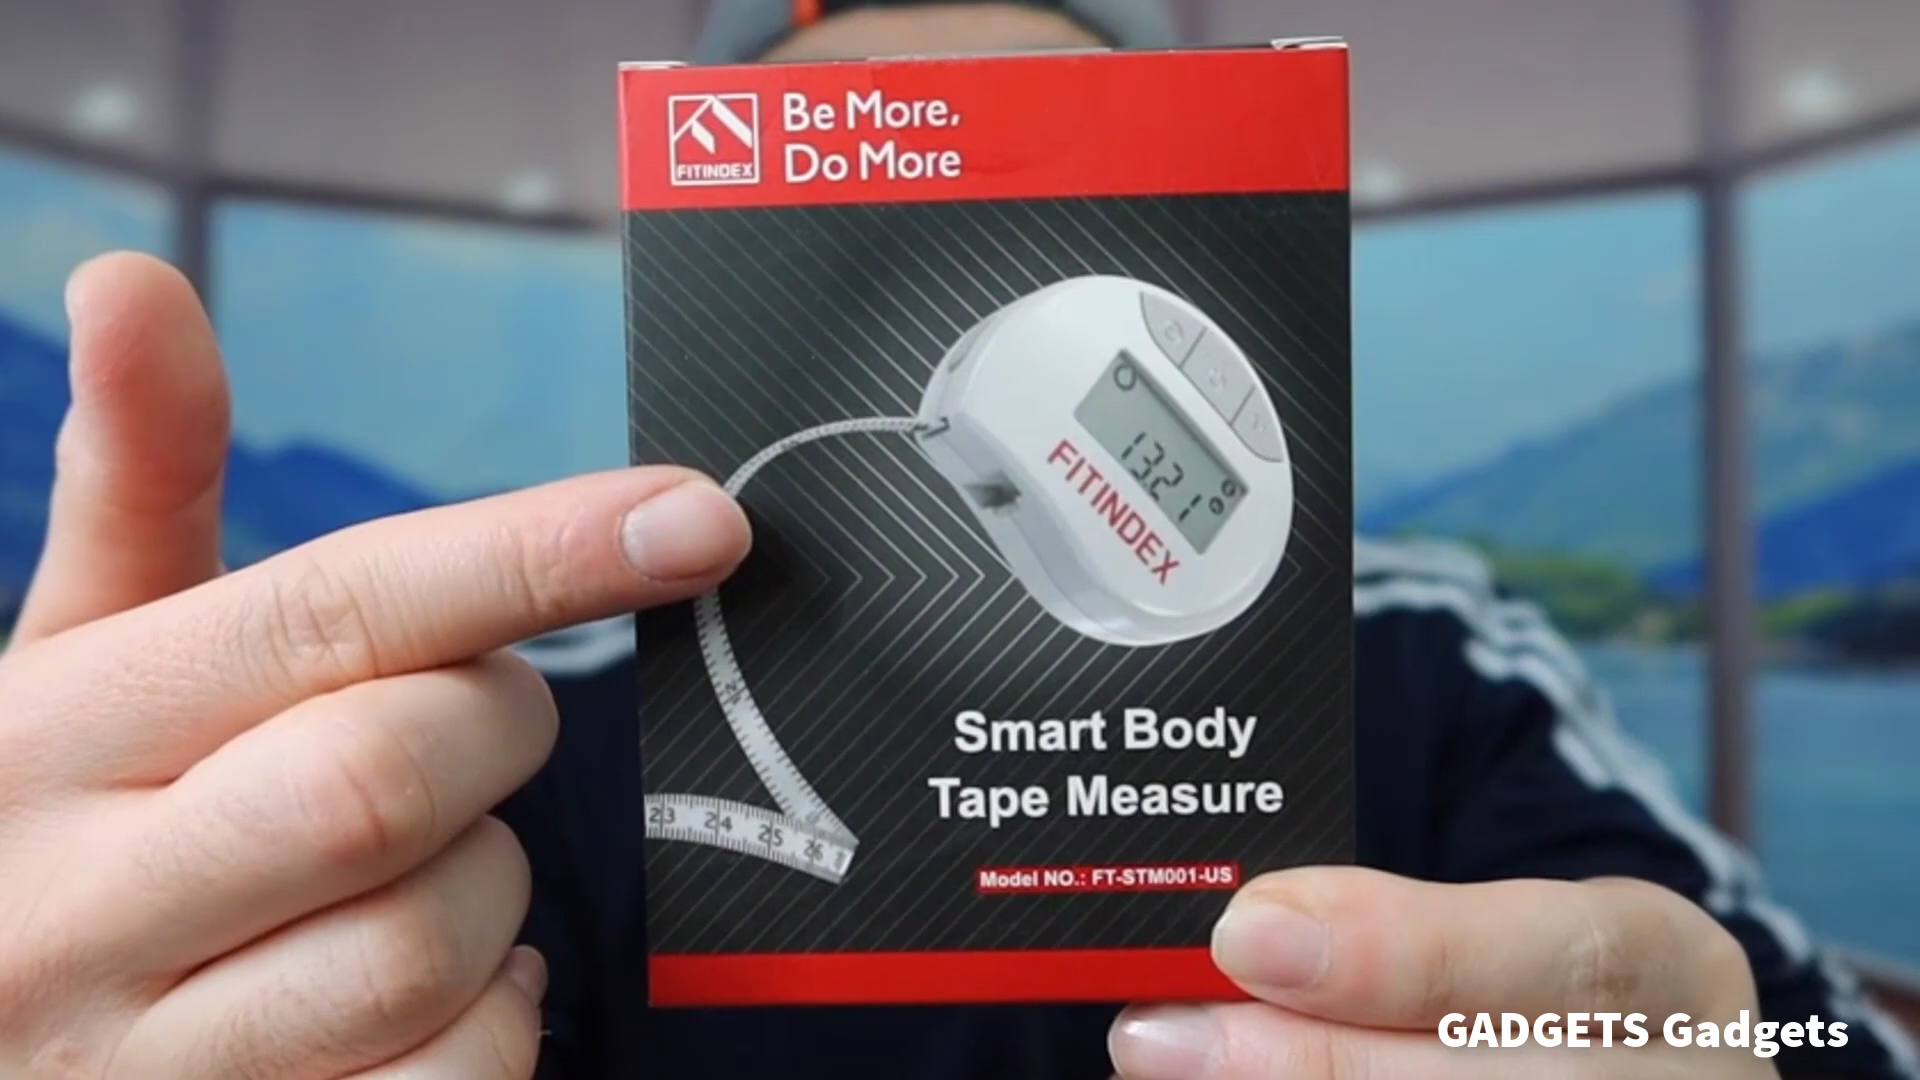 Be More,
Do More
FITINDEX
13.21
FITINDEX
Smart Body
Tape Measure
23 24 25 26
Model NO.: FT-STM001-US
GADGETS Gadgets